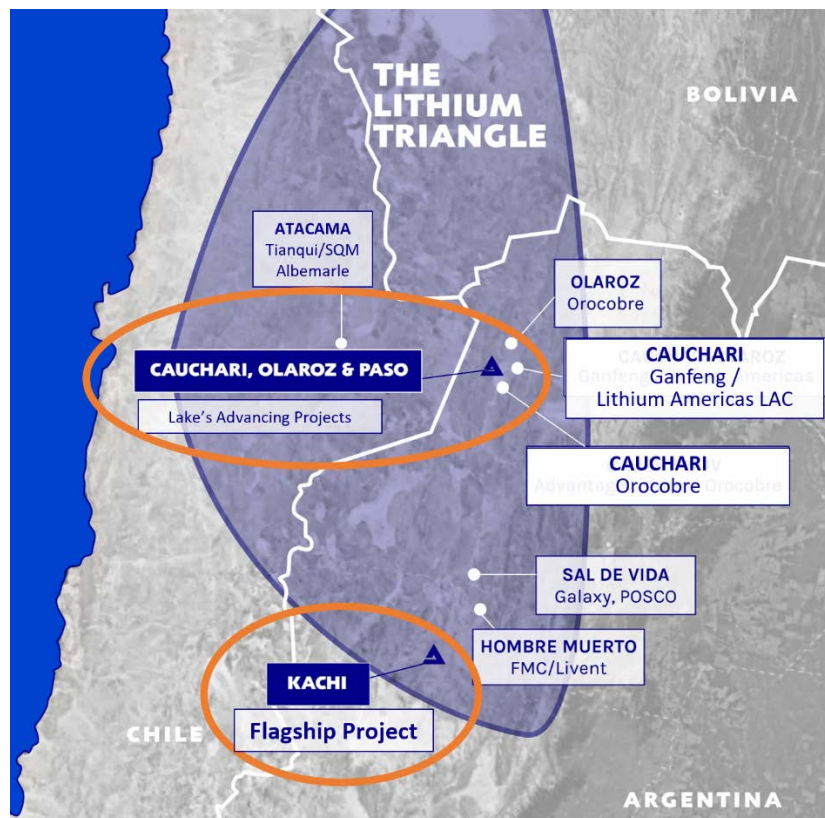 THE
LITHIUM
TRIANGLE
BOLIVIA
ATACAMA
Tianqui/SQM
Albemarle
OLAROZ
Orocobre
CAUCHARI, OLAROZ & PASO
Lake's Advancing Projects
CAUCHARI
Ganfeng /
Lithium Americas LAC
CAUCHARI
Orocobre
SAL DE VIDA
Galaxy, POSCO
HOMBRE MUERTO
FMC/Livent
KACHI
Flagship Project
CHILE
ARGENTINA